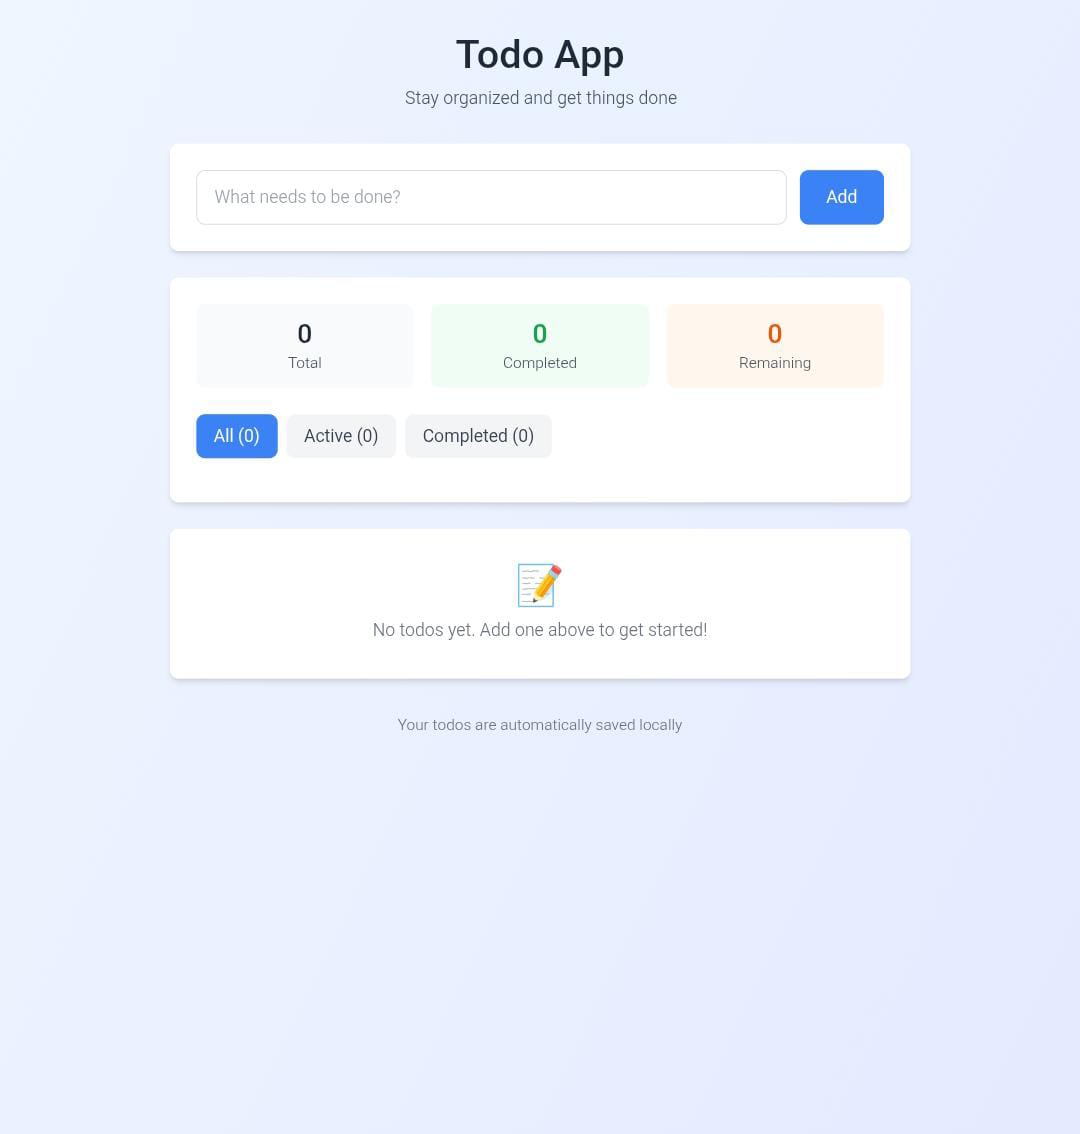 Todo App
Stay organized and get things done
What needs to be done?
Add
0
Total
0
Completed
0
Remaining
All (0)
Active (0)
Completed (0)
No todos yet. Add one above to get started!
Your todos are automatically saved locally